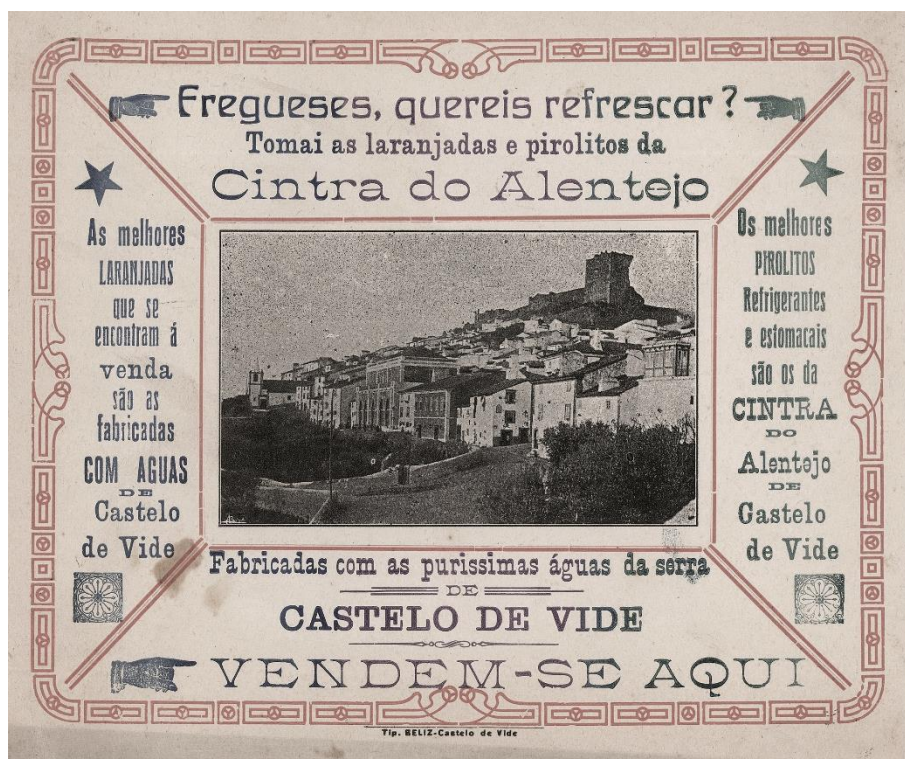 Fregueses, quereis refrescar?
Tomai as laranjadas e pirolitos da
Cintra do Alentejo
As melhores
LARANJADAS
que se
encontram á
venda
são as
fabricadas
COM AGUAS
DE
Castelo
de Vide
Os melhores
PIROLITOS
Refrigerantes
e estomacais
são os da
CINTRA
DO
Alentejo
DE
Gastelo
de Vide
Fabricadas com as purissimas águas da serra
DE
CASTELO DE VIDE
VENDEM-SE AQUI
Tip. BELIZ-Castelo de Vide